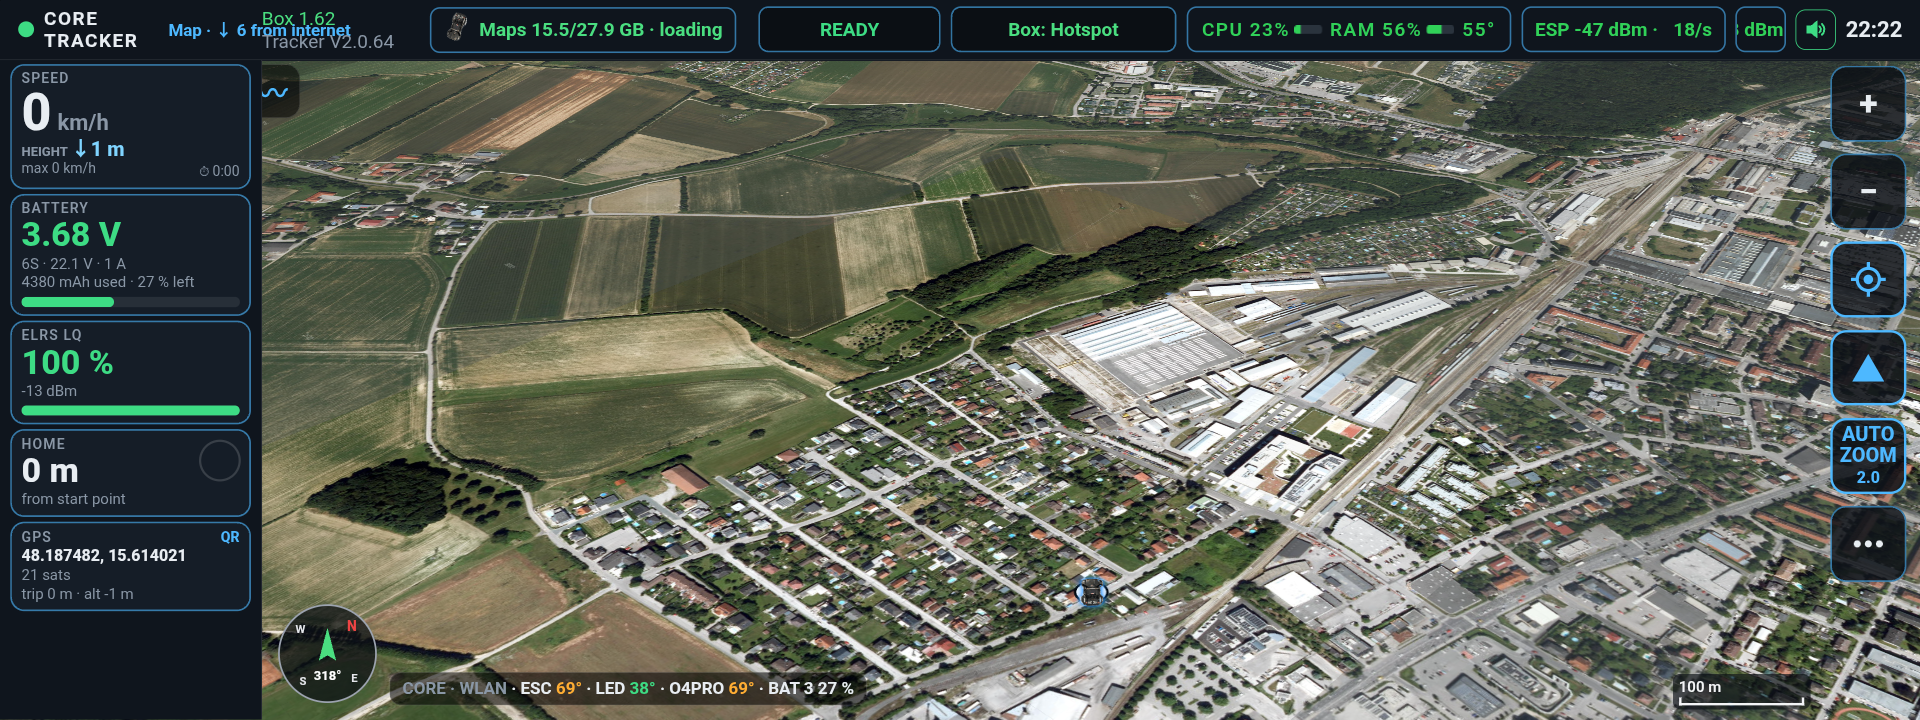 CORE
TRACKER
Map · ↓ 6 from internet
Box 1.62
Tracker V2.0.64
Maps 15.5/27.9 GB · loading
READY
Box: Hotspot
CPU 23% RAM 56% 55°
ESP -47 dBm · 18/s
dBm
22:22
SPEED
0 km/h
HEIGHT ↓1 m
max 0 km/h
⏱ 0:00
BATTERY
3.68 V
6S · 22.1 V · 1 A
4380 mAh used · 27 % left
ELRS LQ
100 %
-13 dBm
HOME
0 m
from start point
GPS QR
48.187482, 15.614021
21 sats
trip 0 m · alt -1 m
+
−
AUTO
ZOOM
2.0
•••
W N
318°
S E
CORE · WLAN · ESC 69° · LED 38° · O4PRO 69° · BAT 3 27 %
100 m